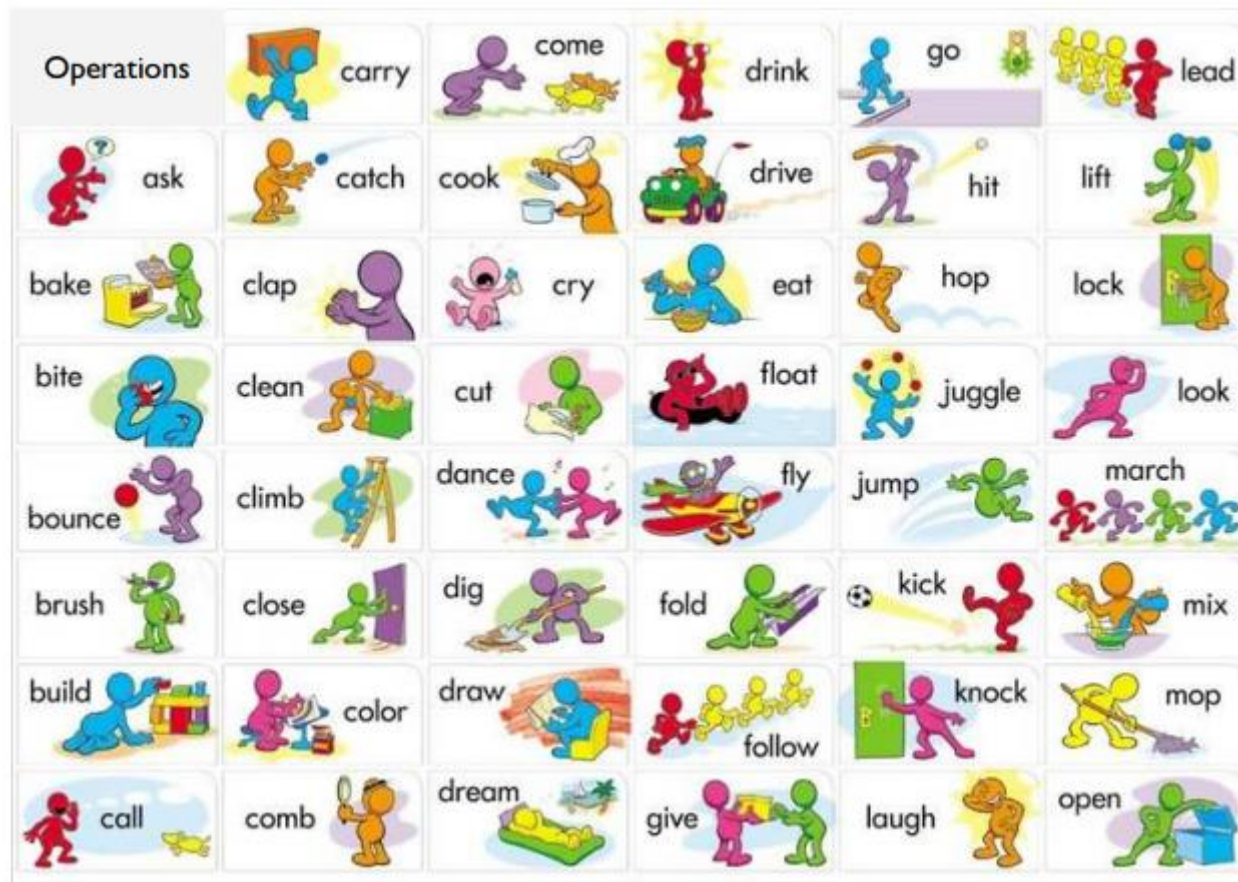 Operations
carry
come
drink
go
lead
ask
catch
cook
drive
hit
lift
bake
clap
cry
eat
hop
lock
bite
clean
cut
float
juggle
look
bounce
climb
dance
fly
jump
march
brush
close
dig
fold
kick
mix
build
color
draw
follow
knock
mop
call
comb
dream
give
laugh
open